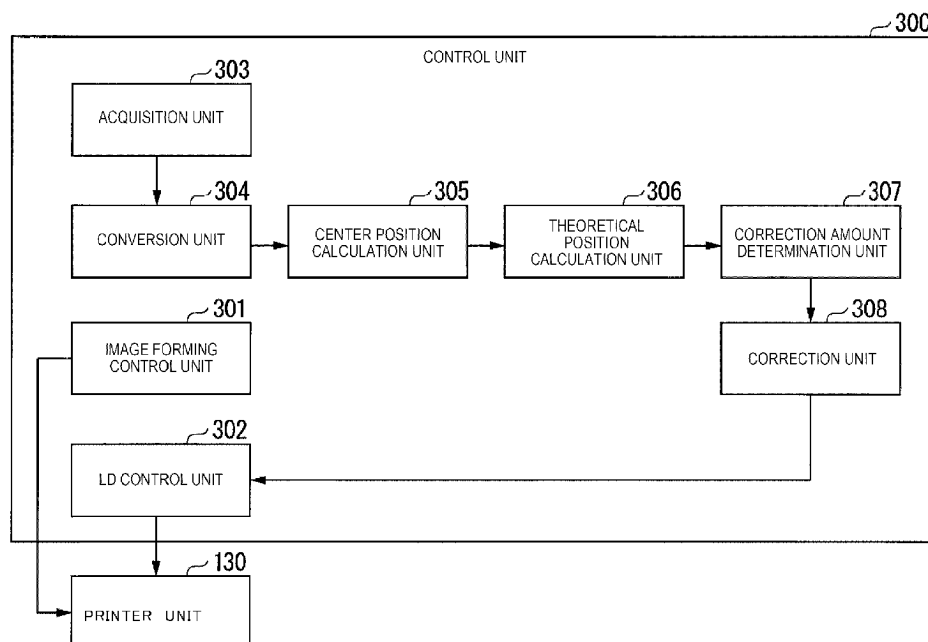 300
CONTROL UNIT
303
ACQUISITION UNIT
304
CONVERSION UNIT
305
CENTER POSITION
CALCULATION UNIT
306
THEORETICAL
POSITION
CALCULATION UNIT
307
CORRECTION AMOUNT
DETERMINATION UNIT
301
IMAGE FORMING
CONTROL UNIT
308
CORRECTION UNIT
302
LD CONTROL UNIT
130
PRINTER UNIT